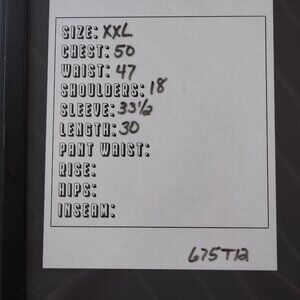 SIZE: XXL
CHEST: 50
WAIST: 47
SHOULDERS: 18
SLEEVE: 33½
LENGTH: 30
PANT WAIST:
RISE:
HIPS:
INSEAM:
675T12